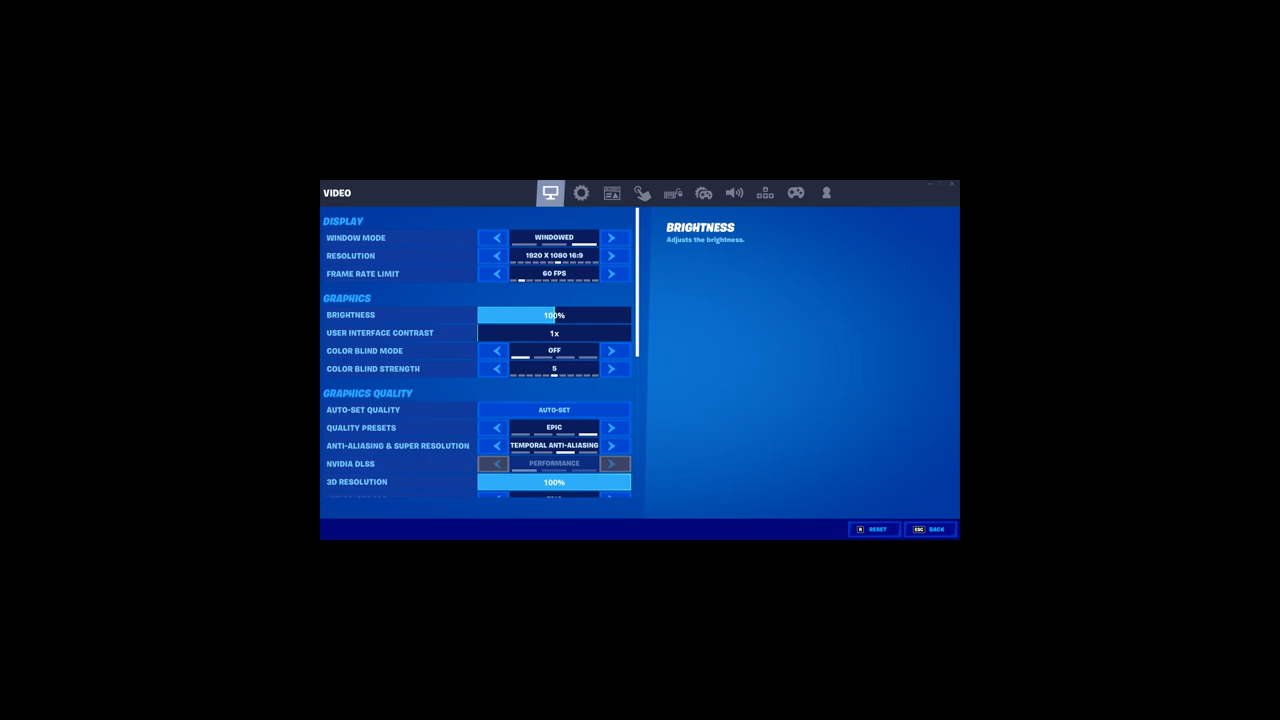 VIDEO
DISPLAY
WINDOW MODE WINDOWED
RESOLUTION 1920 X 1080 16:9
FRAME RATE LIMIT 60 FPS
GRAPHICS
BRIGHTNESS 100%
USER INTERFACE CONTRAST 1x
COLOR BLIND MODE OFF
COLOR BLIND STRENGTH 5
GRAPHICS QUALITY
AUTO-SET QUALITY AUTO-SET
QUALITY PRESETS EPIC
ANTI-ALIASING & SUPER RESOLUTION TEMPORAL ANTI-ALIASING
NVIDIA DLSS PERFORMANCE
3D RESOLUTION 100%
BRIGHTNESS
Adjusts the brightness.
RESET
ESC BACK